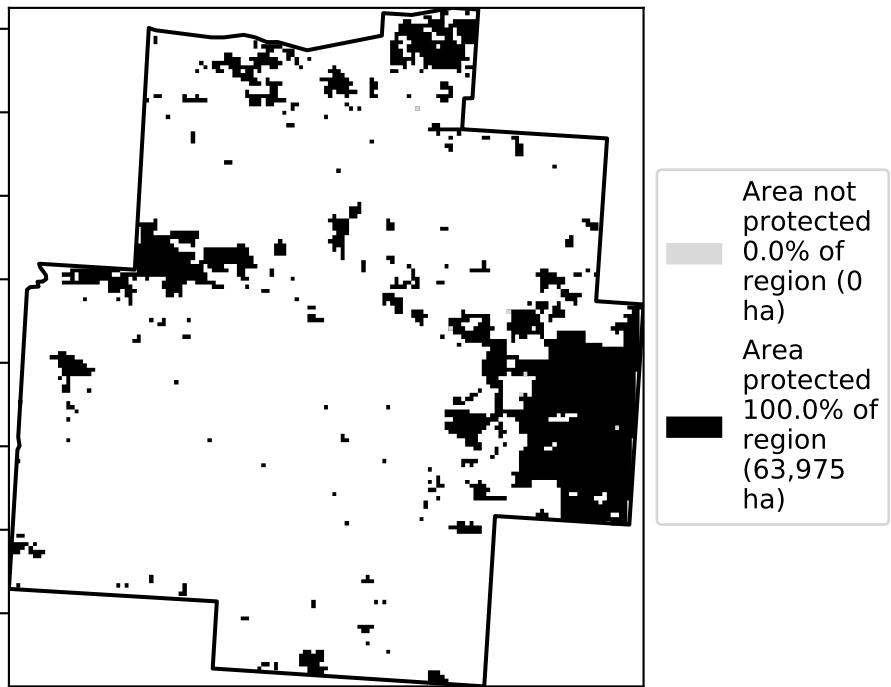 Area not
protected
0.0% of
region (0
ha)
Area
protected
100.0% of
region
(63,975
ha)